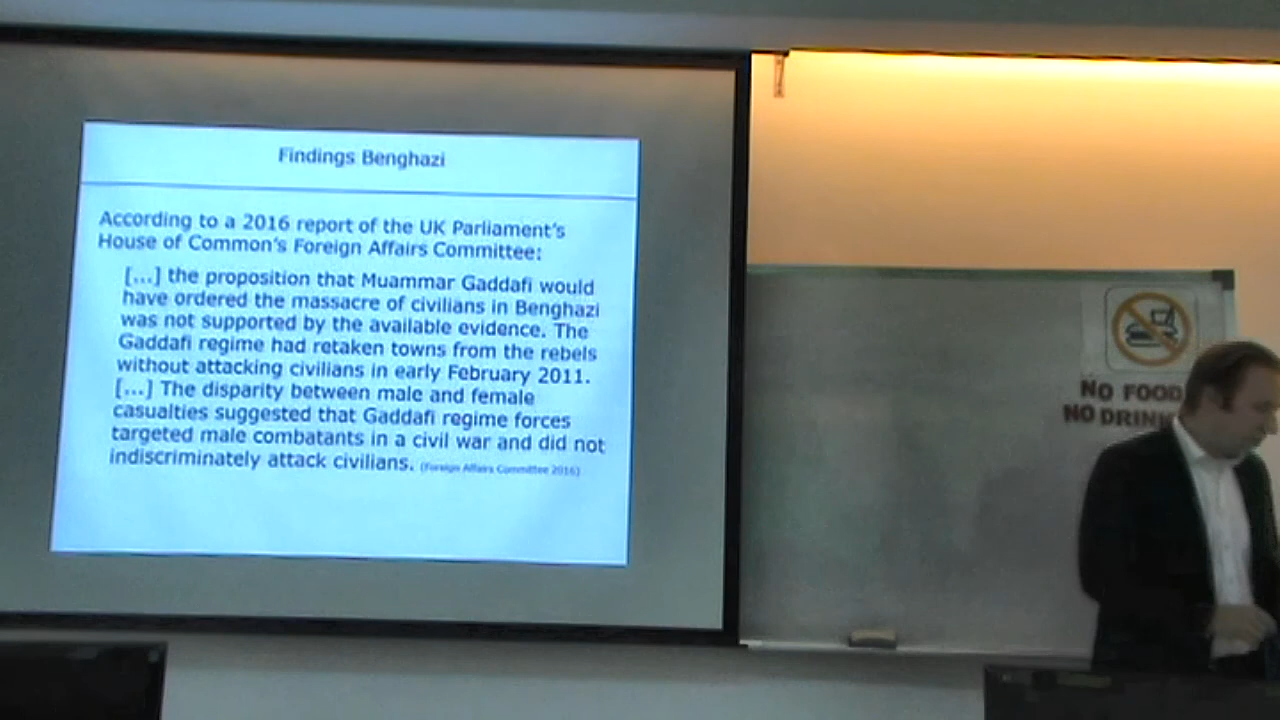 Findings Benghazi
According to a 2016 report of the UK Parliament's
House of Common's Foreign Affairs Committee:
[...] the proposition that Muammar Gaddafi would
have ordered the massacre of civilians in Benghazi
was not supported by the available evidence. The
Gaddafi regime had retaken towns from the rebels
without attacking civilians in early February 2011.
[...] The disparity between male and female
casualties suggested that Gaddafi regime forces
targeted male combatants in a civil war and did not
indiscriminately attack civilians. (Foreign Affairs Committee 2016)
NO FOOD
NO DRINK